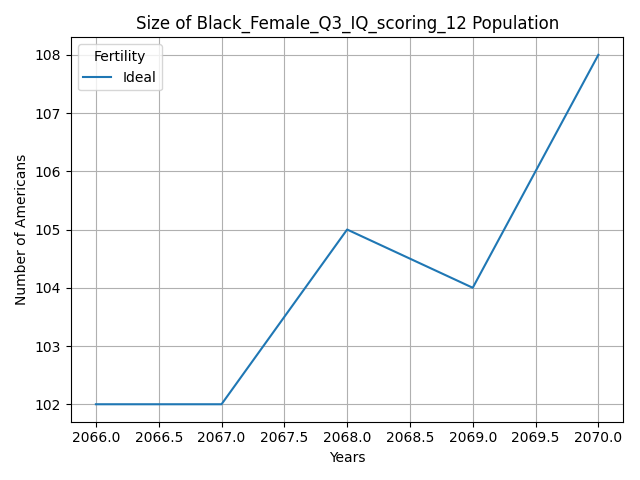 Size of Black_Female_Q3_IQ_scoring_12 Population
Fertility
Ideal
Number of Americans
108
107
106
105
104
103
102
2066.0 2066.5 2067.0 2067.5 2068.0 2068.5 2069.0 2069.5 2070.0
Years